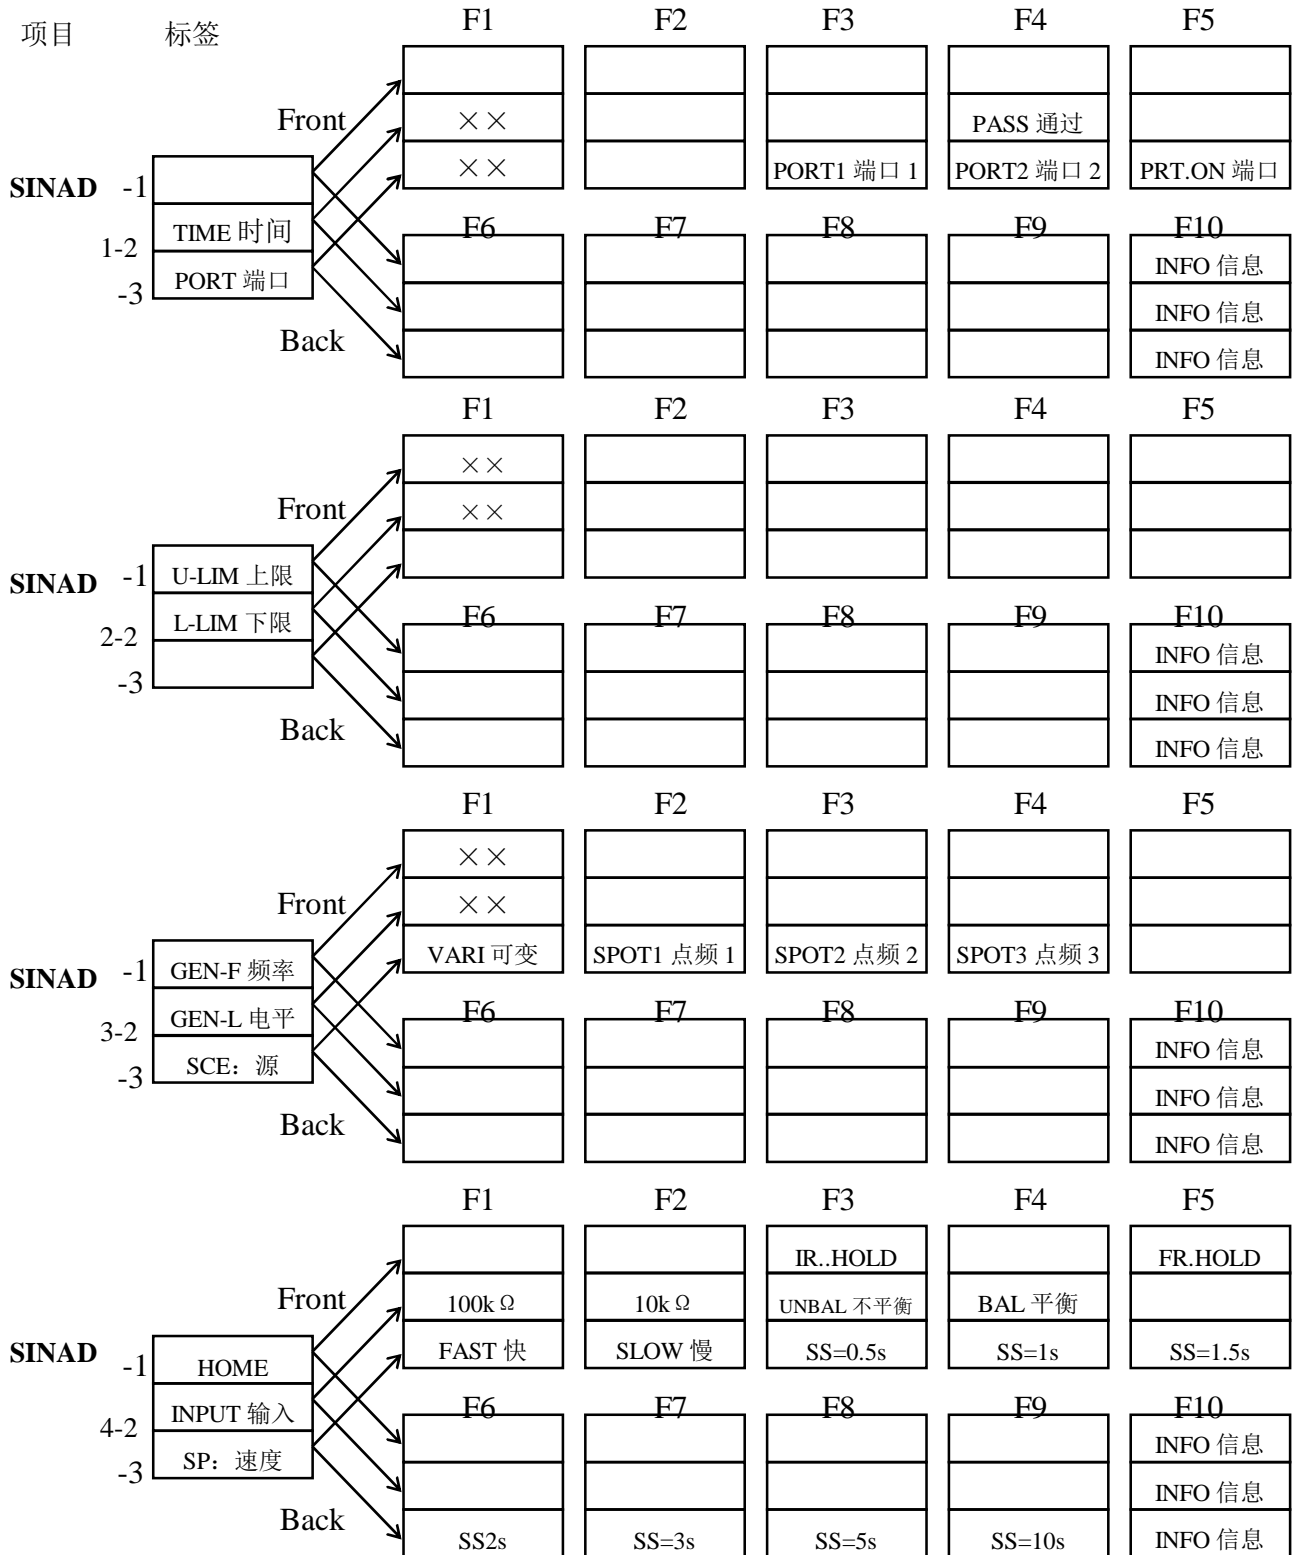 项目 标签 F1 F2 F3 F4 F5
Front
×× PASS 通过
×× PORT1 端口 1 PORT2 端口 2 PRT.ON 端口
SINAD -1
TIME 时间 F6 F7 F8 F9 F10
1-2 INFO 信息
PORT 端口
-3 INFO 信息
Back INFO 信息
F1 F2 F3 F4 F5
××
Front ××
SINAD -1 U-LIM 上限
L-LIM 下限 F6 F7 F8 F9 F10
2-2 INFO 信息
-3 INFO 信息
Back INFO 信息
F1 F2 F3 F4 F5
××
Front ××
VARI 可变 SPOT1 点频 1 SPOT2 点频 2 SPOT3 点频 3
SINAD -1 GEN-F 频率
GEN-L 电平 F6 F7 F8 F9 F10
3-2 INFO 信息
SCE：源
-3 INFO 信息
Back INFO 信息
F1 F2 F3 F4 F5
IR..HOLD FR.HOLD
Front 100k Ω 10k Ω UNBAL 不平衡 BAL 平衡
FAST 快 SLOW 慢 SS=0.5s SS=1s SS=1.5s
SINAD -1 HOME
INPUT 输入 F6 F7 F8 F9 F10
4-2 INFO 信息
SP：速度
-3 INFO 信息
Back SS2s SS=3s SS=5s SS=10s INFO 信息